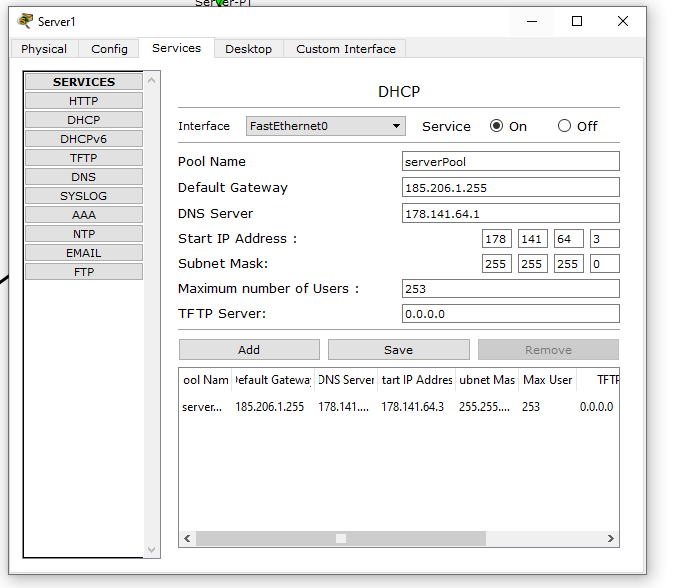 Server-PT
Server1
Physical Config Services Desktop Custom Interface
SERVICES
HTTP
DHCP
DHCPv6
TFTP
DNS
SYSLOG
AAA
NTP
EMAIL
FTP
DHCP
Interface FastEthernet0 Service On Off
Pool Name serverPool
Default Gateway 185.206.1.255
DNS Server 178.141.64.1
Start IP Address : 178 141 64 3
Subnet Mask: 255 255 255 0
Maximum number of Users : 253
TFTP Server: 0.0.0.0
Add Save Remove
ool Nam efault Gateway DNS Server tart IP Addres ubnet Mas Max User TFTP
server... 185.206.1.255 178.141.... 178.141.64.3 255.255.... 253 0.0.0.0